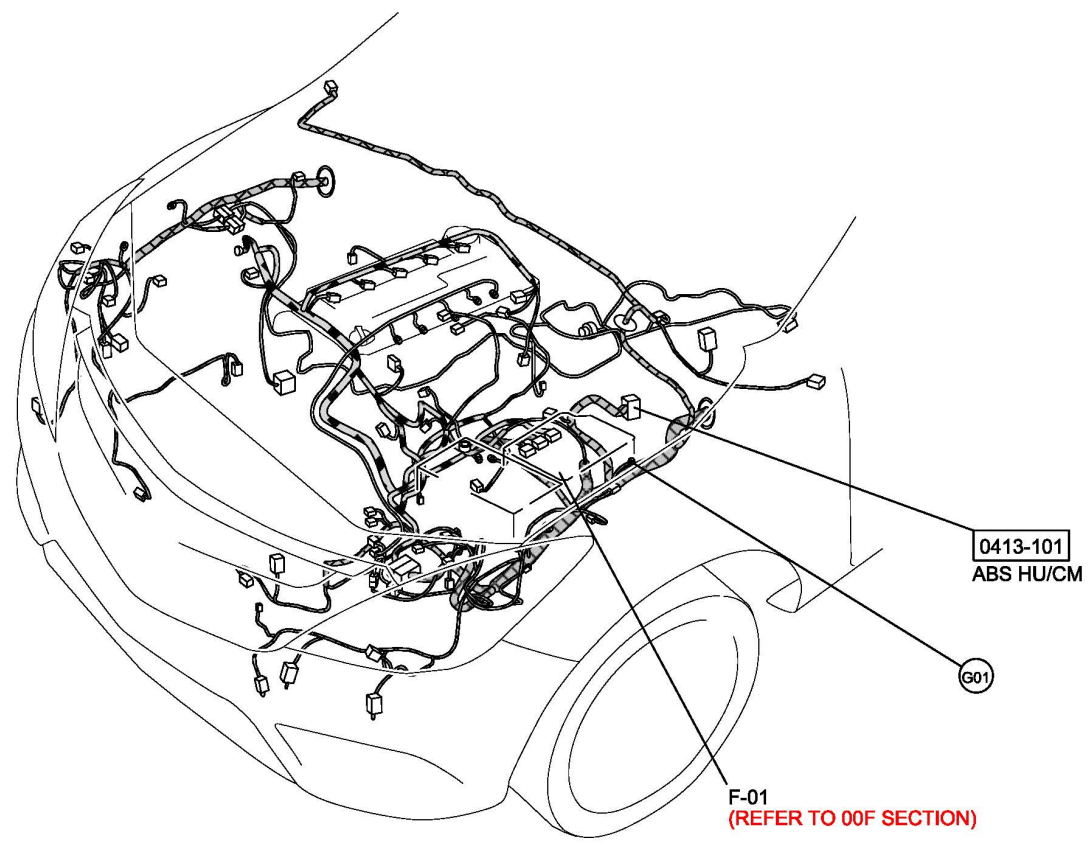 0413-101
ABS HU/CM
G01
F-01
(REFER TO 00F SECTION)